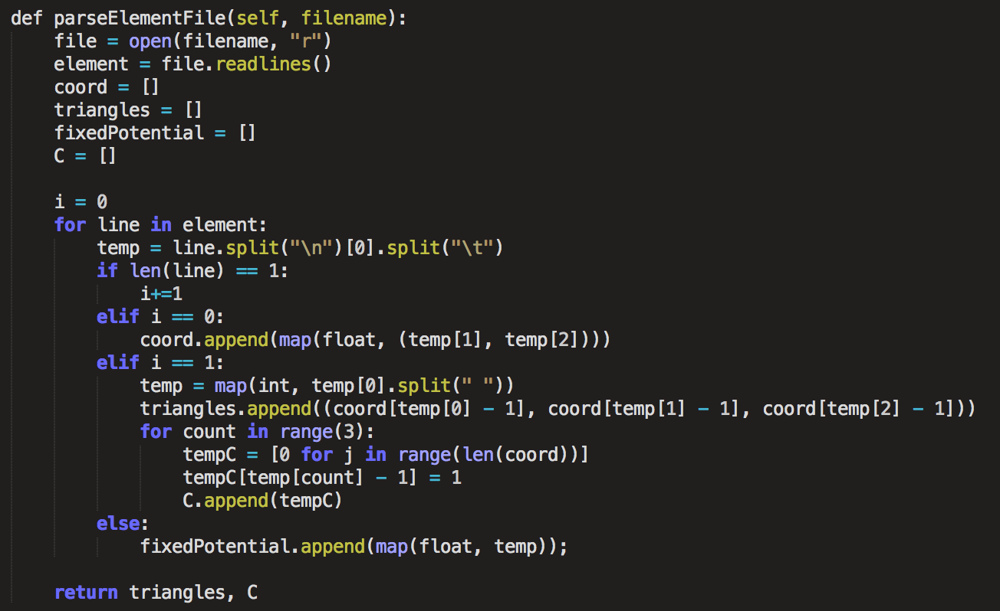 def parseElementFile(self, filename):
    file = open(filename, "r")
    element = file.readlines()
    coord = []
    triangles = []
    fixedPotential = []
    C = []

    i = 0
    for line in element:
        temp = line.split("\n")[0].split("\t")
        if len(line) == 1:
            i+=1
        elif i == 0:
            coord.append(map(float, (temp[1], temp[2])))
        elif i == 1:
            temp = map(int, temp[0].split(" "))
            triangles.append((coord[temp[0] - 1], coord[temp[1] - 1], coord[temp[2] - 1]))
            for count in range(3):
                tempC = [0 for j in range(len(coord))]
                tempC[temp[count] - 1] = 1
                C.append(tempC)
        else:
            fixedPotential.append(map(float, temp));

    return triangles, C